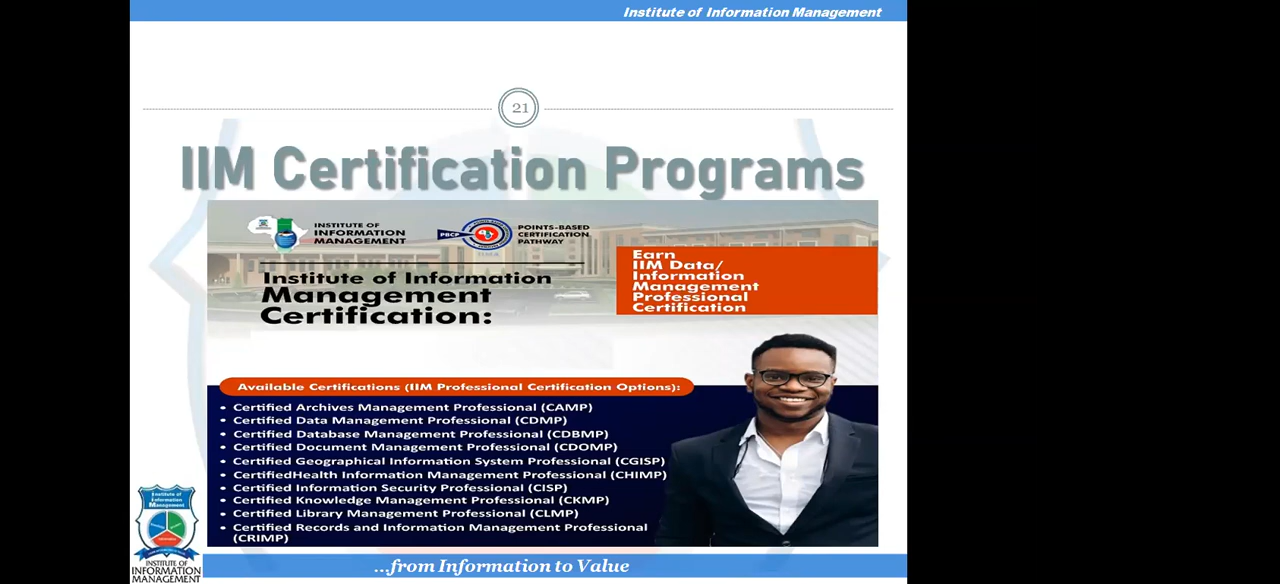 Institute of Information Management
21
IIM Certification Programs
INSTITUTE OF
INFORMATION
MANAGEMENT
PBCP
POINTS-BASED
CERTIFICATION
PATHWAY
Institute of Information
Management
Certification:
Earn
IIM Data/
Information
Management
Professional
Certification
Available Certifications (IIM Professional Certification Options):
• Certified Archives Management Professional (CAMP)
• Certified Data Management Professional (CDMP)
• Certified Database Management Professional (CDBMP)
• Certified Document Management Professional (CDOMP)
• Certified Geographical Information System Professional (CGISP)
• CertifiedHealth Information Management Professional (CHIMP)
• Certified Information Security Professional (CISP)
• Certified Knowledge Management Professional (CKMP)
• Certified Library Management Professional (CLMP)
• Certified Records and Information Management Professional
(CRIMP)
Institute of
Information
Management
INSTITUTE OF
INFORMATION
MANAGEMENT
...from Information to Value